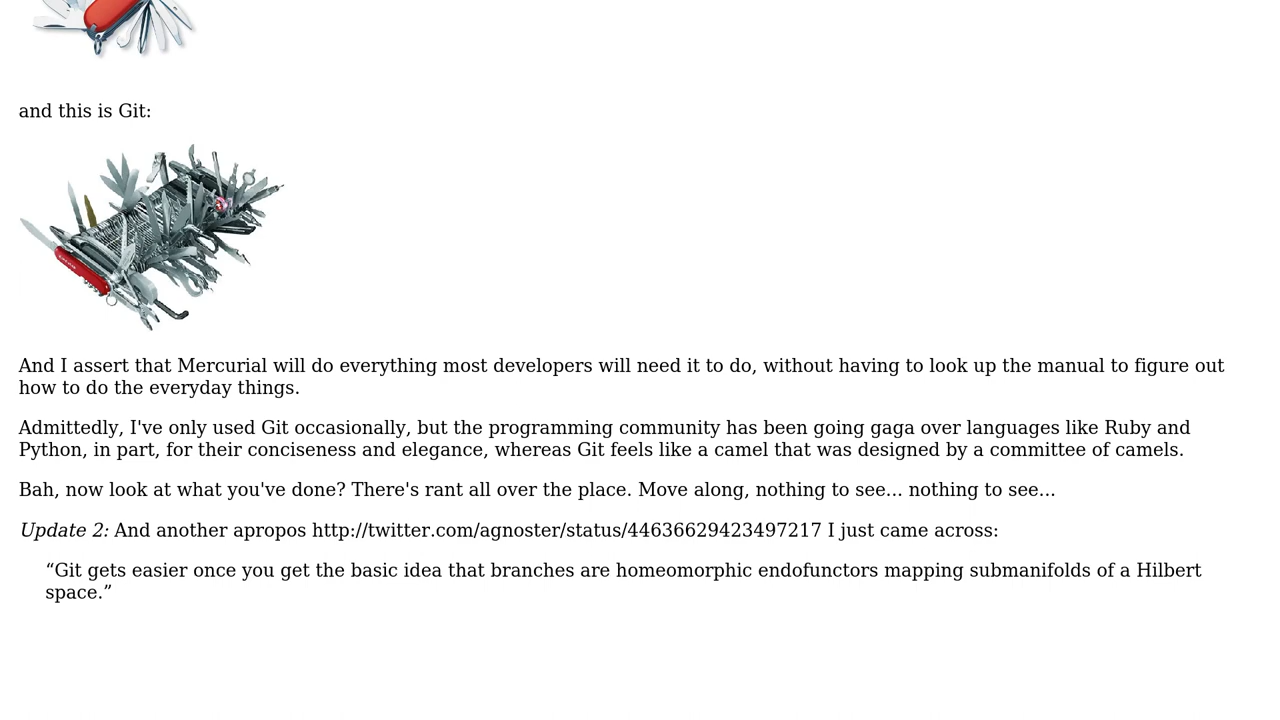 and this is Git:
And I assert that Mercurial will do everything most developers will need it to do, without having to look up the manual to figure out
how to do the everyday things.
Admittedly, I've only used Git occasionally, but the programming community has been going gaga over languages like Ruby and
Python, in part, for their conciseness and elegance, whereas Git feels like a camel that was designed by a committee of camels.
Bah, now look at what you've done? There's rant all over the place. Move along, nothing to see... nothing to see...
Update 2: And another apropos http://twitter.com/agnoster/status/44636629423497217 I just came across:
“Git gets easier once you get the basic idea that branches are homeomorphic endofunctors mapping submanifolds of a Hilbert
space.”